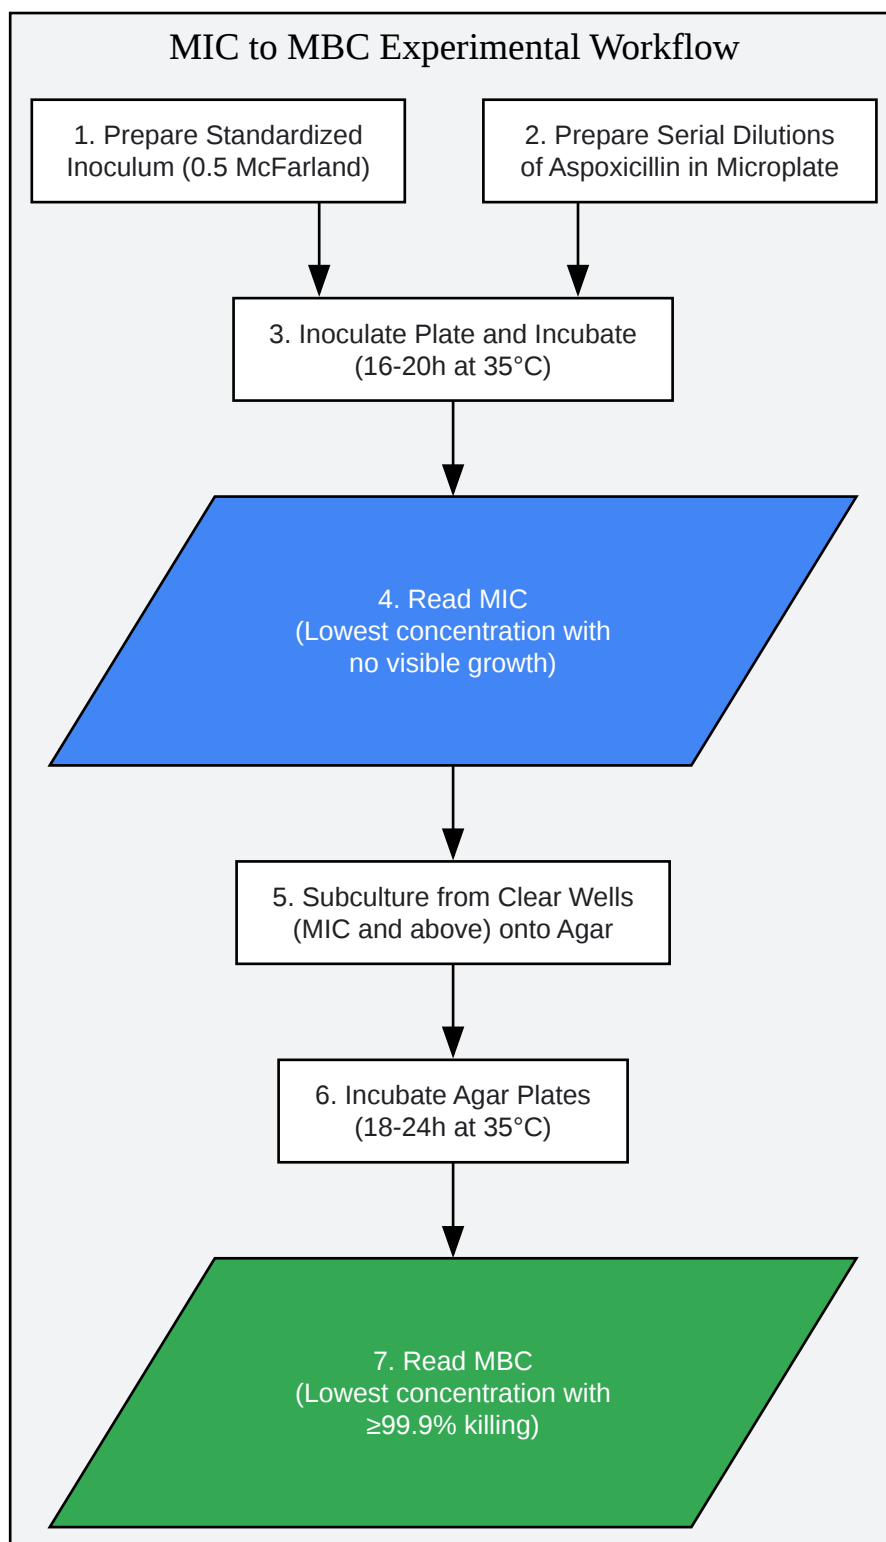 MIC to MBC Experimental Workflow
1. Prepare Standardized
Inoculum (0.5 McFarland)
2. Prepare Serial Dilutions
of Aspoxicillin in Microplate
3. Inoculate Plate and Incubate
(16-20h at 35°C)
4. Read MIC
(Lowest concentration with
no visible growth)
5. Subculture from Clear Wells
(MIC and above) onto Agar
6. Incubate Agar Plates
(18-24h at 35°C)
7. Read MBC
(Lowest concentration with
≥99.9% killing)